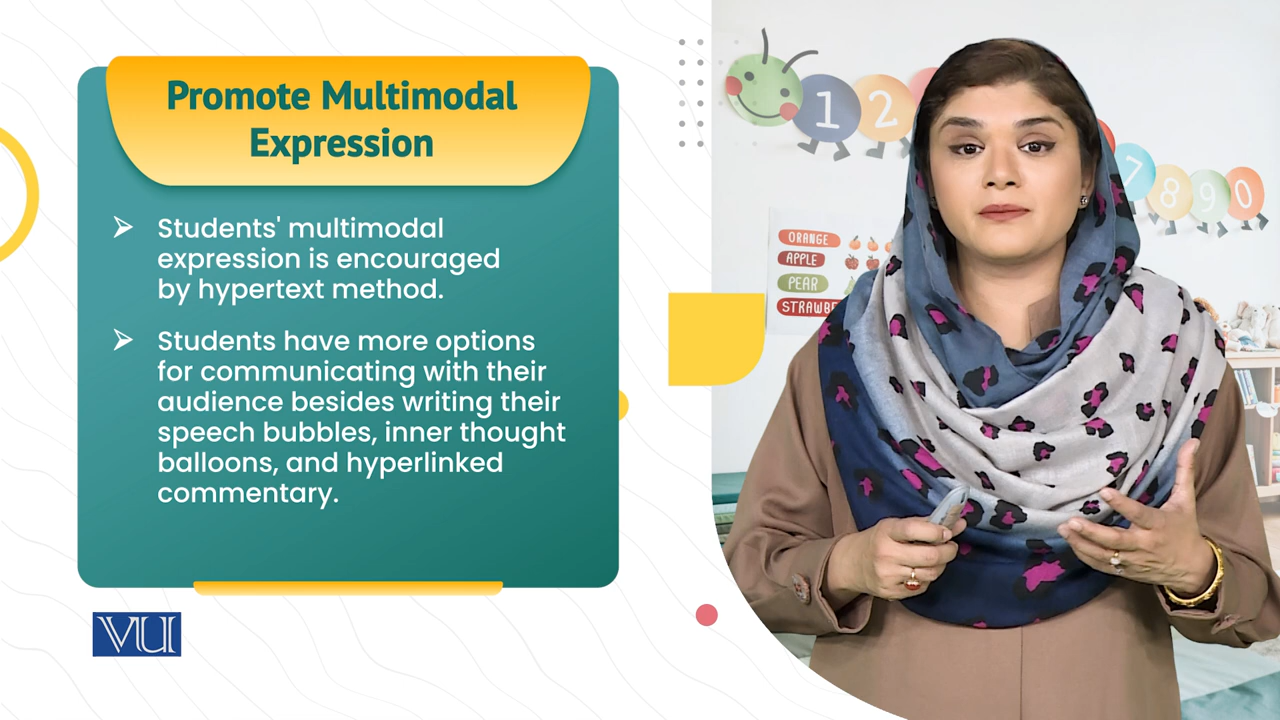 Promote Multimodal
Expression
Students' multimodal
expression is encouraged
by hypertext method.
Students have more options
for communicating with their
audience besides writing their
speech bubbles, inner thought
balloons, and hyperlinked
commentary.
VU
1 2
7 8 9 0
ORANGE
APPLE
PEAR